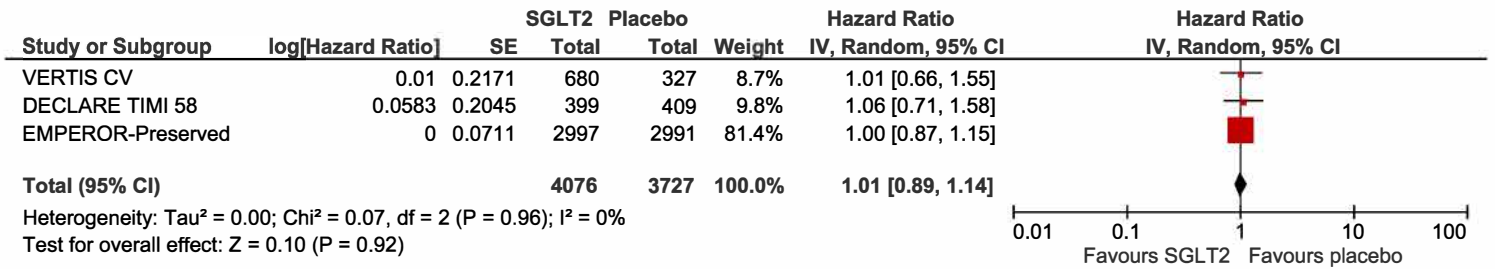 SGLT2 Placebo Hazard Ratio Hazard Ratio
Study or Subgroup log[Hazard Ratio] SE Total Total Weight IV, Random, 95% CI IV, Random, 95% CI
VERTIS CV 0.01 0.2171 680 327 8.7% 1.01 [0.66, 1.55]
DECLARE TIMI 58 0.0583 0.2045 399 409 9.8% 1.06 [0.71, 1.58]
EMPEROR-Preserved 0 0.0711 2997 2991 81.4% 1.00 [0.87, 1.15]
Total (95% CI) 4076 3727 100.0% 1.01 [0.89, 1.14]
Heterogeneity: Tau² = 0.00; Chi² = 0.07, df = 2 (P = 0.96); I² = 0%
Test for overall effect: Z = 0.10 (P = 0.92)
0.01 0.1 1 10 100
Favours SGLT2 Favours placebo